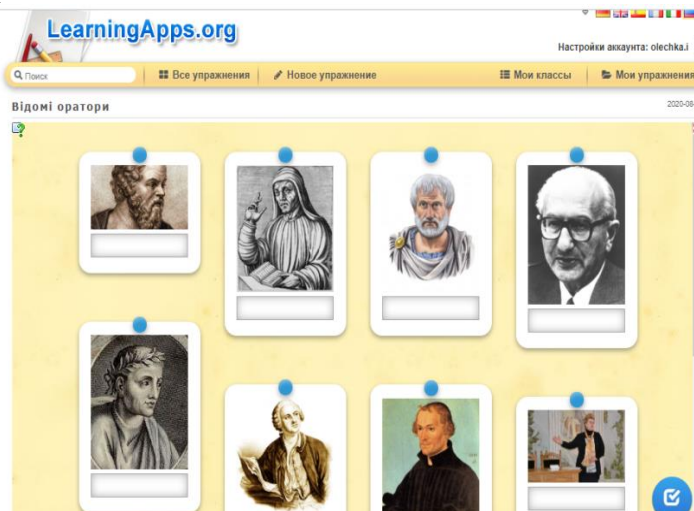 LearningApps.org
Настройки аккаунта: olechka.i
Поиск
Все упражнения
Новое упражнение
Мои классы
Мои упражнения
Відомі оратори
2020-08-